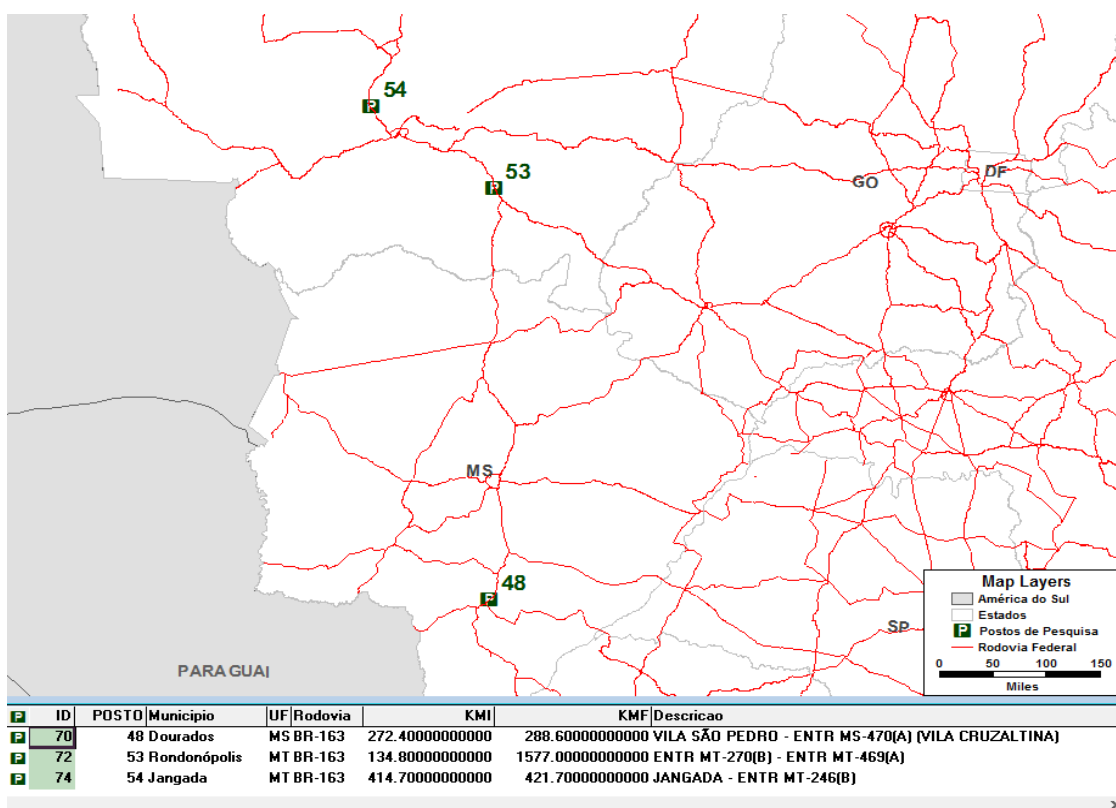 54
53
GO
DF
MS
48
SP
PARAGUAI
Map Layers
América do Sul
Estados
P Postos de Pesquisa
Rodovia Federal
0 50 100 150
Miles
P ID POSTO Municipio UF Rodovia KMI KMF Descricao
P 70 48 Dourados MS BR-163 272.40000000000 288.60000000000 VILA SÃO PEDRO - ENTR MS-470(A) (VILA CRUZALTINA)
P 72 53 Rondonópolis MT BR-163 134.80000000000 1577.00000000000 ENTR MT-270(B) - ENTR MT-469(A)
P 74 54 Jangada MT BR-163 414.70000000000 421.70000000000 JANGADA - ENTR MT-246(B)